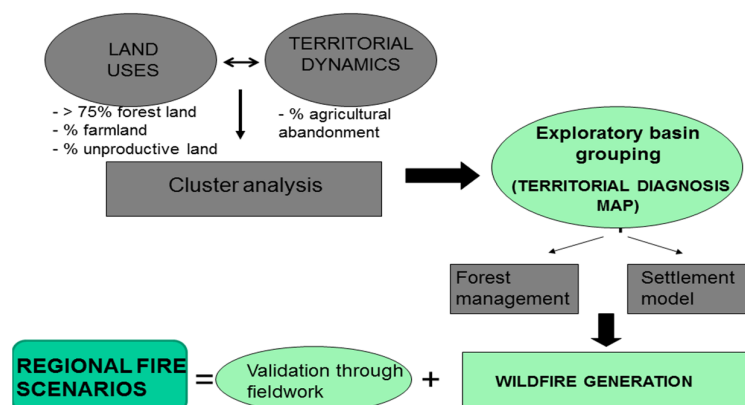 LAND
USES
TERRITORIAL
DYNAMICS
- > 75% forest land
- % farmland
- % unproductive land
- % agricultural
abandonment
Cluster analysis
Exploratory basin
grouping
(TERRITORIAL DIAGNOSIS
MAP)
Forest
management
Settlement
model
REGIONAL FIRE
SCENARIOS
=
Validation through
fieldwork
+
WILDFIRE GENERATION